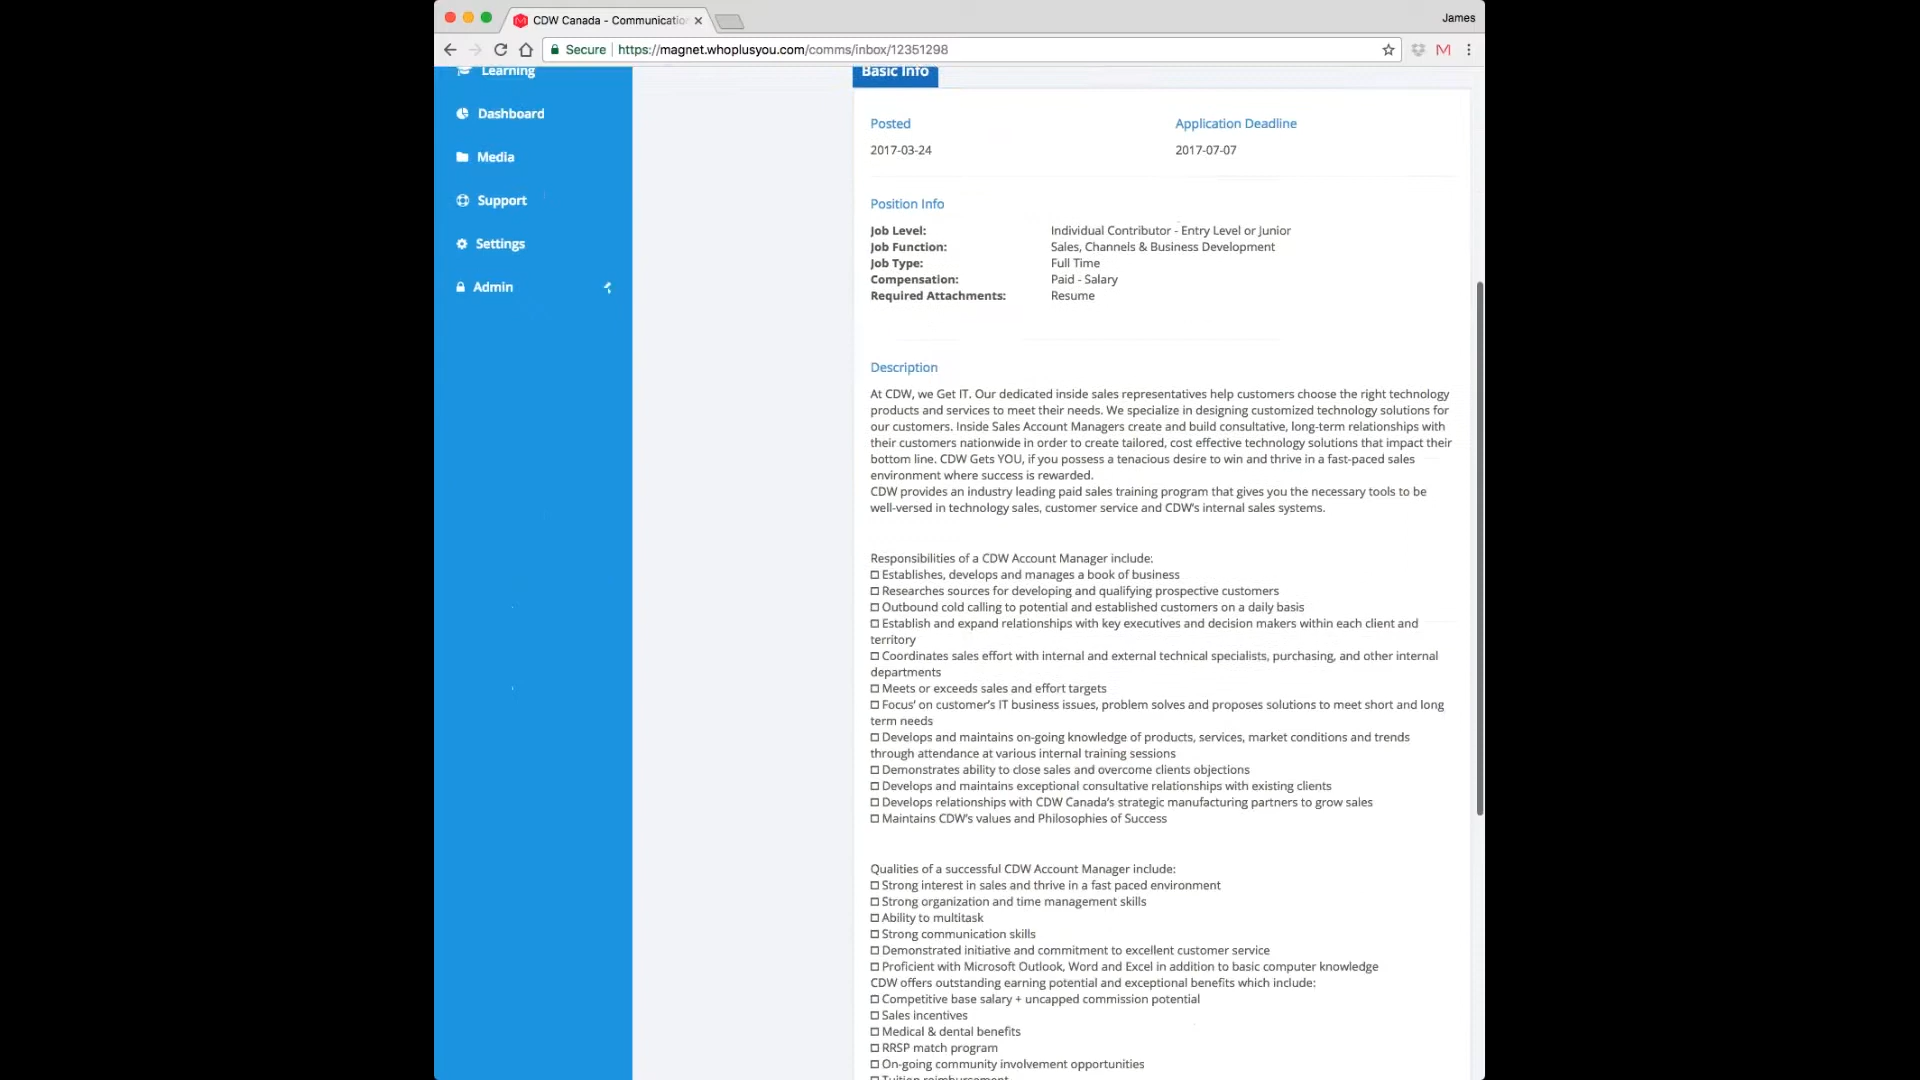 CDW Canada - Communicatio
James
Secure https://magnet.whoplusyou.com/comms/inbox/12351298
Learning
Dashboard
Media
Support
Settings
Admin
Basic Info
Posted Application Deadline
2017-03-24 2017-07-07
Position Info
Job Level: Individual Contributor - Entry Level or Junior
Job Function: Sales, Channels & Business Development
Job Type: Full Time
Compensation: Paid - Salary
Required Attachments: Resume
Description
At CDW, we Get IT. Our dedicated inside sales representatives help customers choose the right technology
products and services to meet their needs. We specialize in designing customized technology solutions for
our customers. Inside Sales Account Managers create and build consultative, long-term relationships with
their customers nationwide in order to create tailored, cost effective technology solutions that impact their
bottom line. CDW Gets YOU, if you possess a tenacious desire to win and thrive in a fast-paced sales
environment where success is rewarded.
CDW provides an industry leading paid sales training program that gives you the necessary tools to be
well-versed in technology sales, customer service and CDW's internal sales systems.
Responsibilities of a CDW Account Manager include:
☐ Establishes, develops and manages a book of business
☐ Researches sources for developing and qualifying prospective customers
☐ Outbound cold calling to potential and established customers on a daily basis
☐ Establish and expand relationships with key executives and decision makers within each client and
territory
☐ Coordinates sales effort with internal and external technical specialists, purchasing, and other internal
departments
☐ Meets or exceeds sales and effort targets
☐ Focus' on customer's IT business issues, problem solves and proposes solutions to meet short and long
term needs
☐ Develops and maintains on-going knowledge of products, services, market conditions and trends
through attendance at various internal training sessions
☐ Demonstrates ability to close sales and overcome clients objections
☐ Develops and maintains exceptional consultative relationships with existing clients
☐ Develops relationships with CDW Canada's strategic manufacturing partners to grow sales
☐ Maintains CDW's values and Philosophies of Success
Qualities of a successful CDW Account Manager include:
☐ Strong interest in sales and thrive in a fast paced environment
☐ Strong organization and time management skills
☐ Ability to multitask
☐ Strong communication skills
☐ Demonstrated initiative and commitment to excellent customer service
☐ Proficient with Microsoft Outlook, Word and Excel in addition to basic computer knowledge
CDW offers outstanding earning potential and exceptional benefits which include:
☐ Competitive base salary + uncapped commission potential
☐ Sales incentives
☐ Medical & dental benefits
☐ RRSP match program
☐ On-going community involvement opportunities
☐ Tuition reimbursement